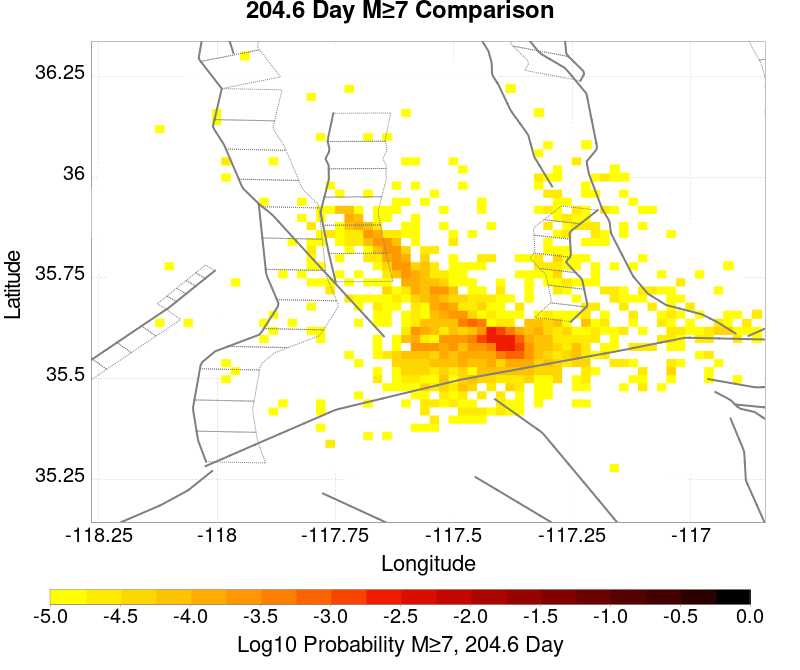 204.6 Day M≥7 Comparison
36.25
36
35.75
35.5
35.25
Latitude
-118.25 -118 -117.75 -117.5 -117.25 -117
Longitude
-5.0 -4.5 -4.0 -3.5 -3.0 -2.5 -2.0 -1.5 -1.0 -0.5 0.0
Log10 Probability M≥7, 204.6 Day